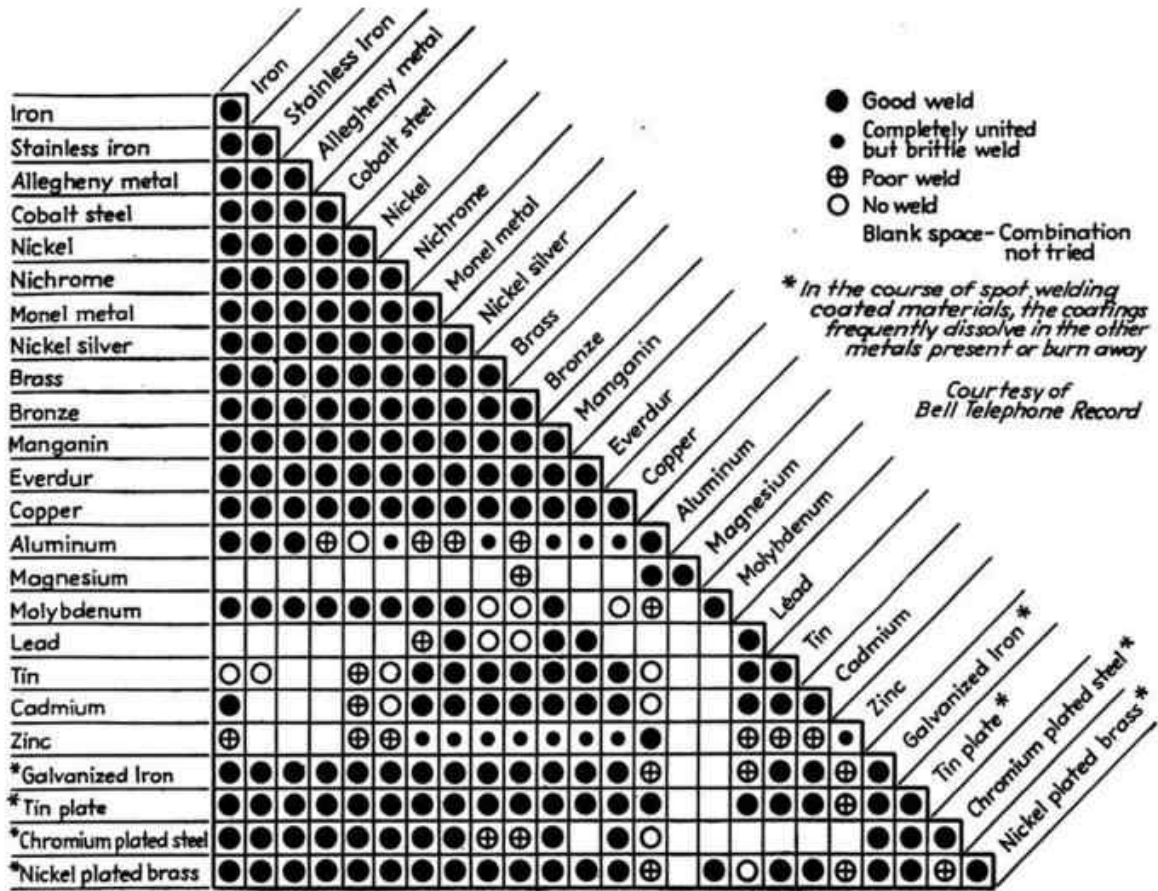 Iron
Stainless Iron
Allegheny metal
Cobalt steel
Nickel
Nichrome
Monel metal
Nickel silver
Brass
Bronze
Manganin
Everdur
Copper
Aluminum
Magnesium
Molybdenum
Lead
Tin
Cadmium
Zinc
Galvanized Iron *
Tin plate *
Chromium plated steel *
Nickel plated brass *
Iron
Stainless iron
Allegheny metal
Cobalt steel
Nickel
Nichrome
Monel metal
Nickel silver
Brass
Bronze
Manganin
Everdur
Copper
Aluminum
Magnesium
Molybdenum
Lead
Tin
Cadmium
Zinc
*Galvanized Iron
*Tin plate
*Chromium plated steel
*Nickel plated brass
Good weld
Completely united
but brittle weld
Poor weld
No weld
Blank space - Combination
not tried
* In the course of spot welding
coated materials, the coatings
frequently dissolve in the other
metals present or burn away
Courtesy of
Bell Telephone Record